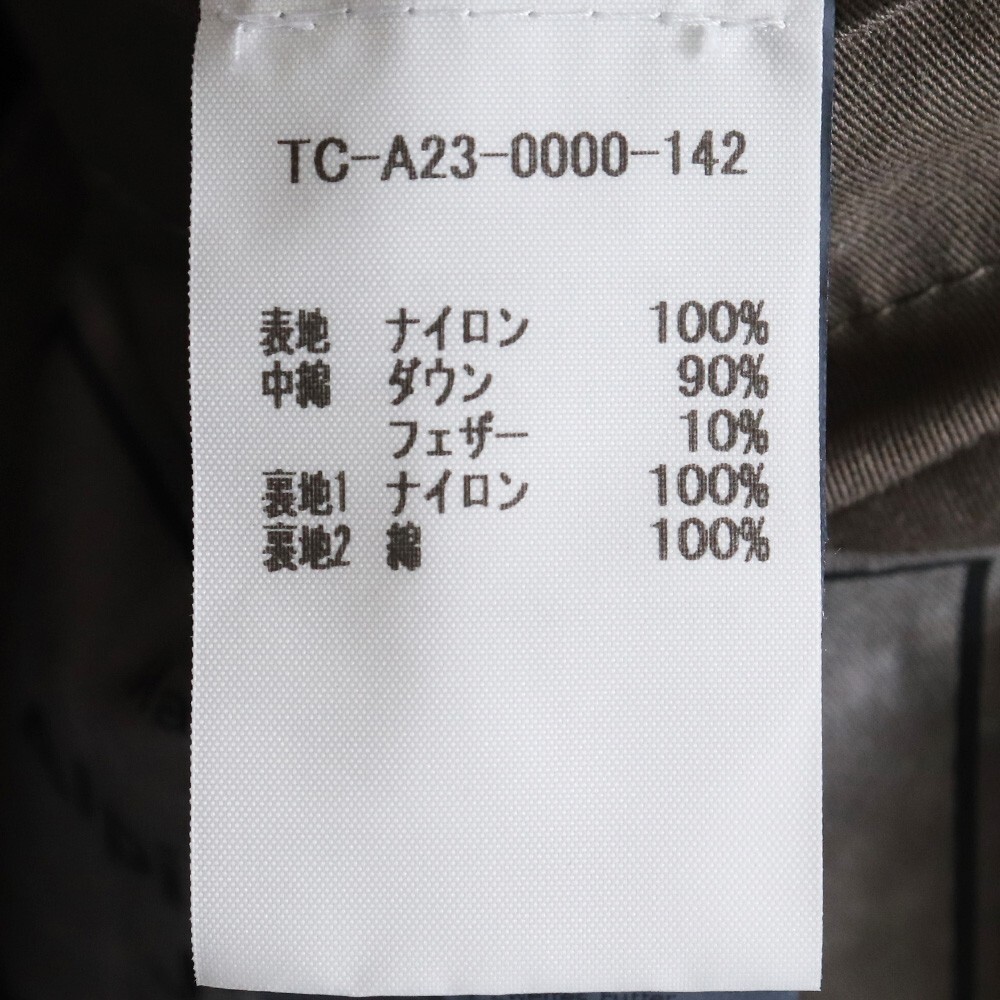 TC-A23-0000-142
表地 ナイロン 100%
中綿 ダウン 90%
フェザー 10%
裏地1 ナイロン 100%
裏地2 綿 100%